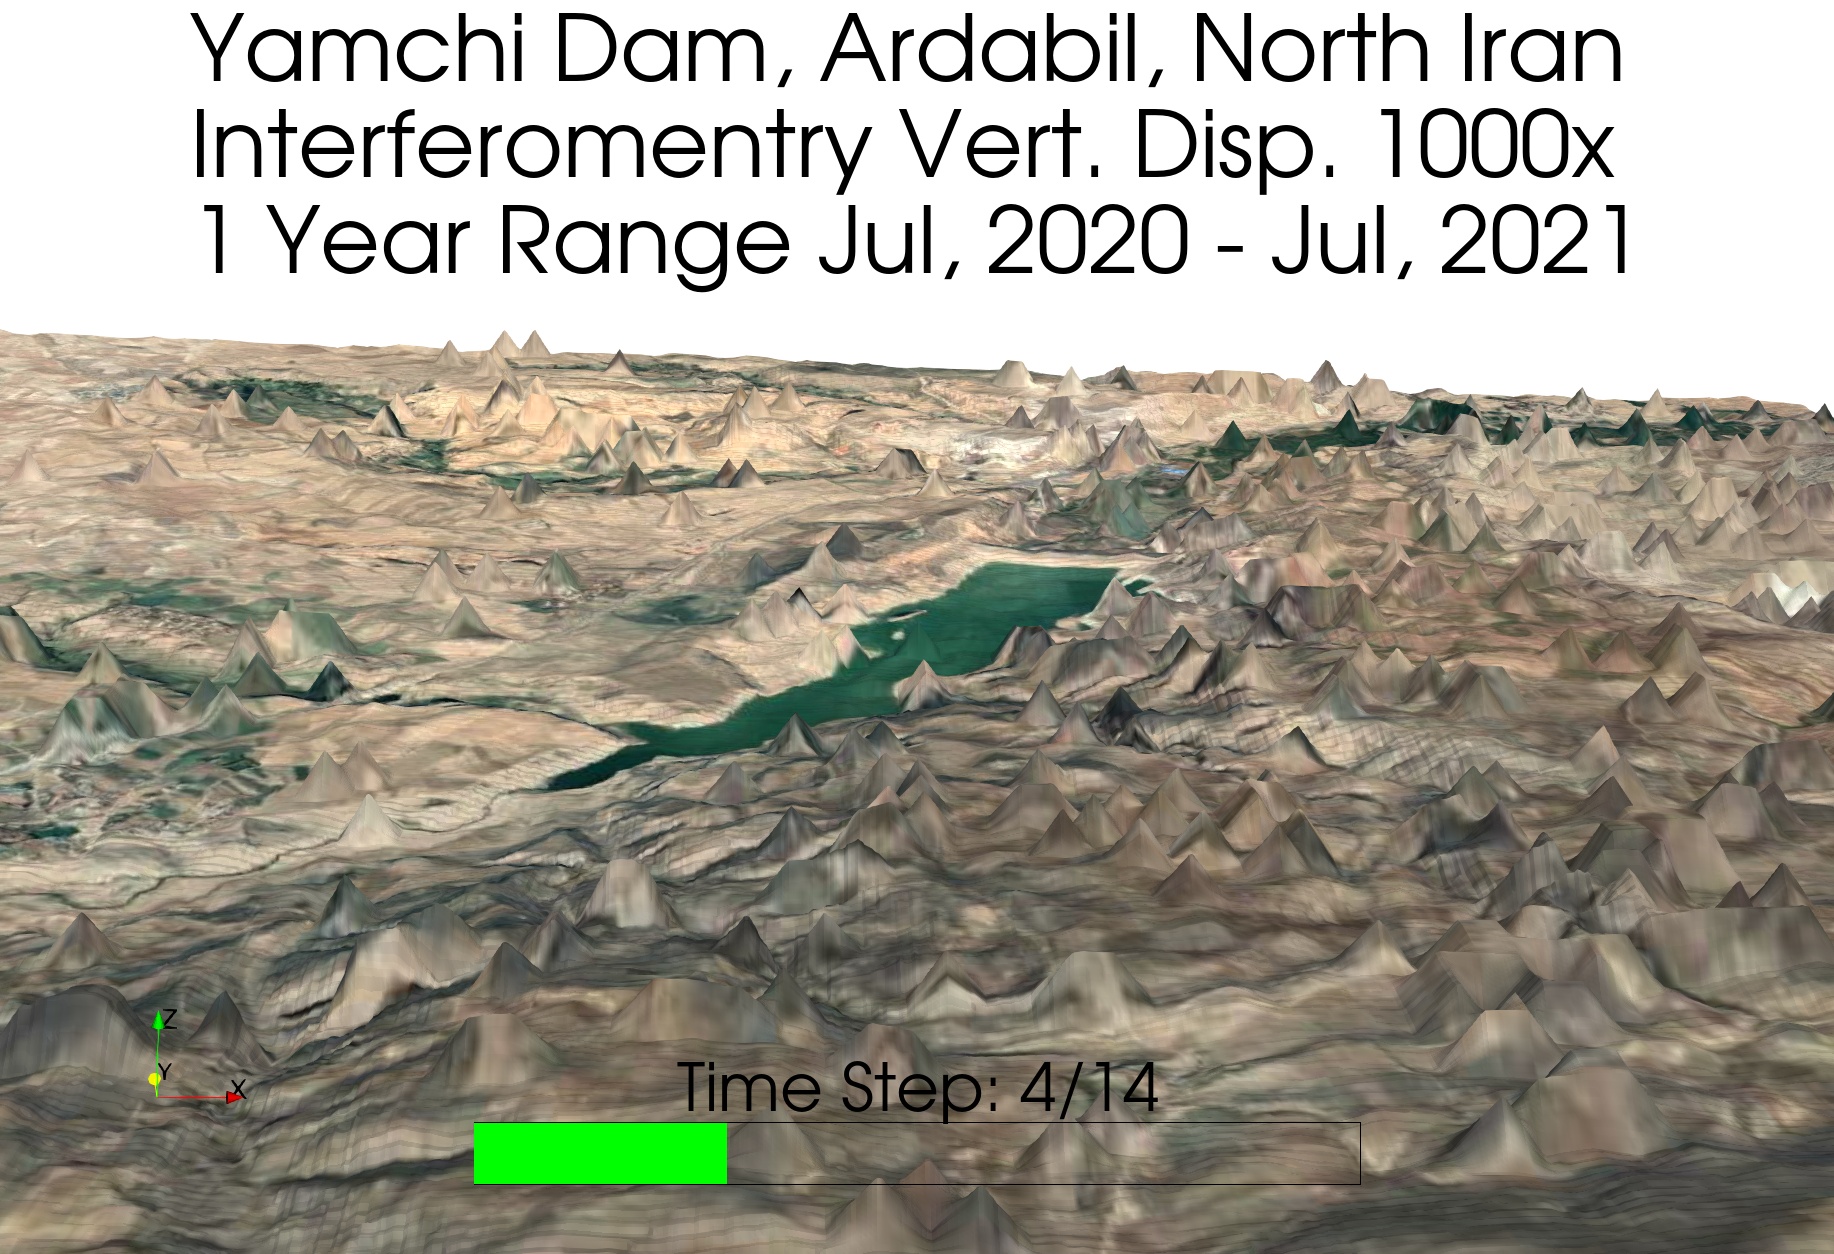 Yamchi Dam, Ardabil, North Iran
Interferomentry Vert. Disp. 1000x
1 Year Range Jul, 2020 - Jul, 2021
Z
Y
X
Time Step: 4/14